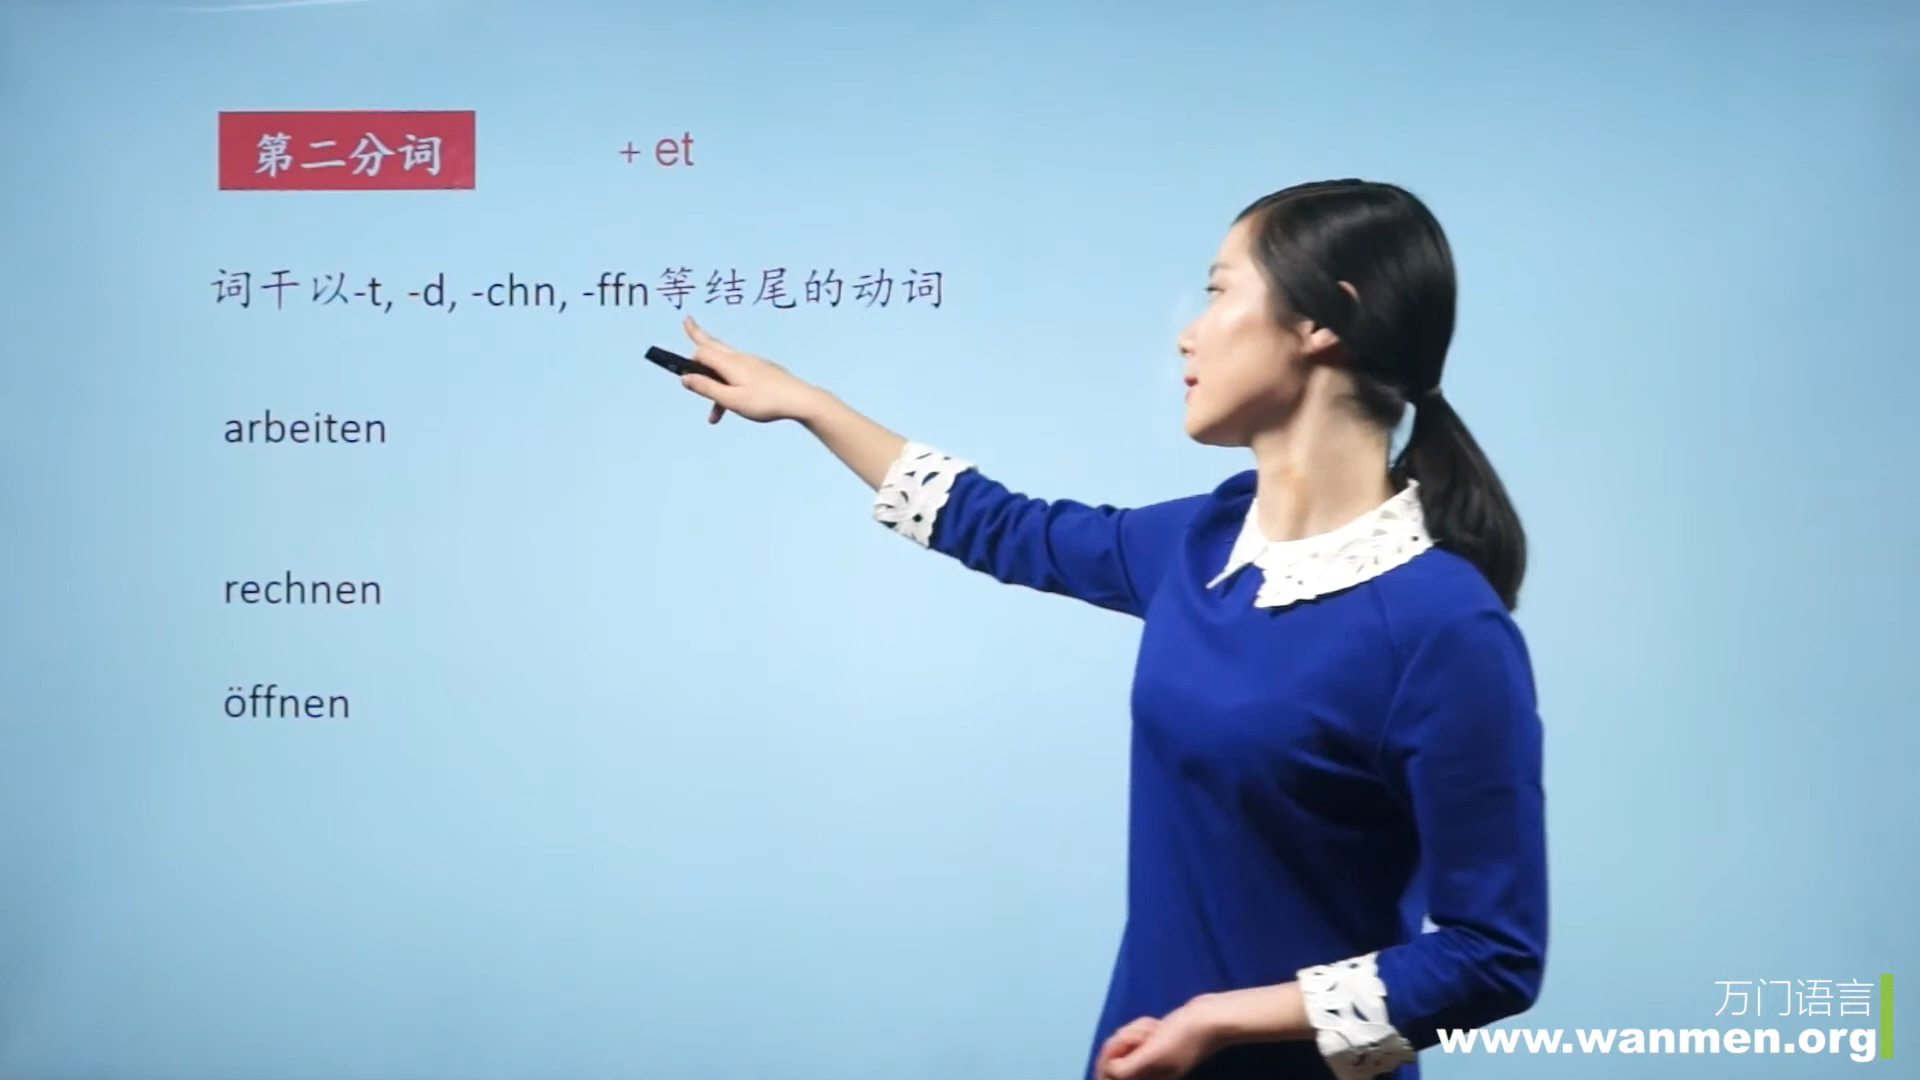 第二分词
+ et
词干以-t, -d, -chn, -ffn等结尾的动词
arbeiten
rechnen
öffnen
万门语言
www.wanmen.org